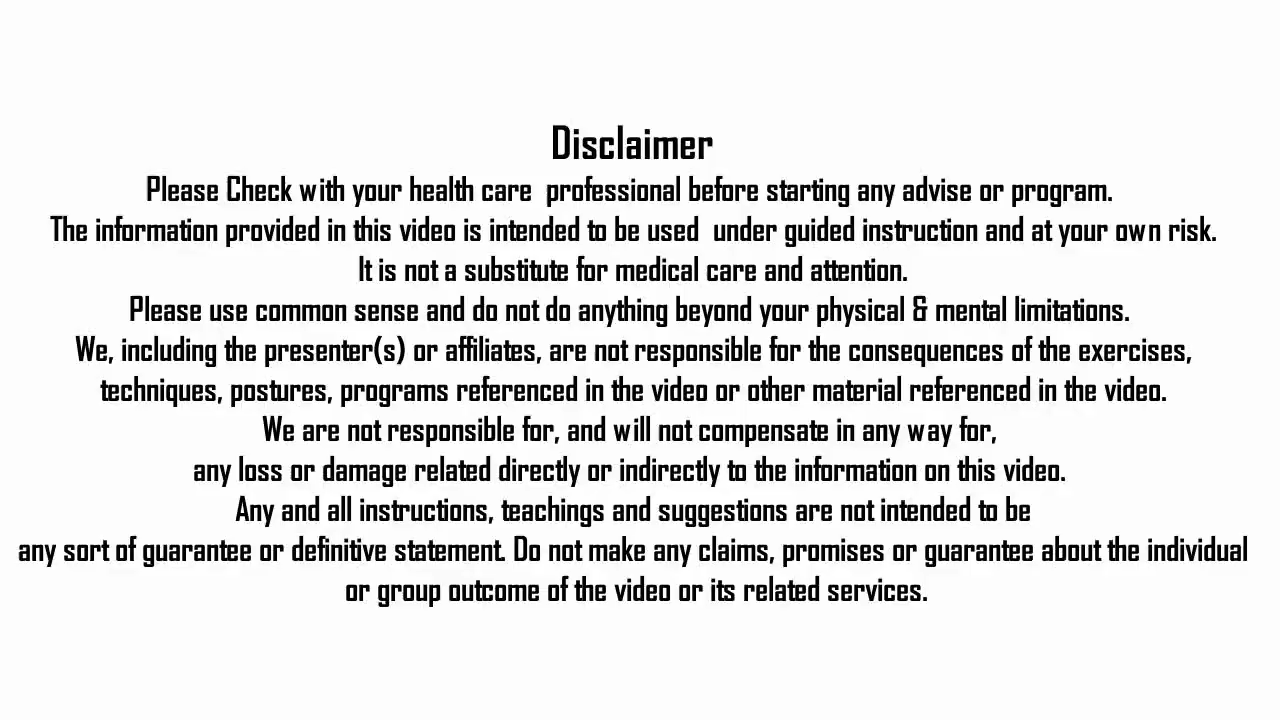 Disclaimer
Please Check with your health care professional before starting any advise or program.
The information provided in this video is intended to be used under guided instruction and at your own risk.
It is not a substitute for medical care and attention.
Please use common sense and do not do anything beyond your physical & mental limitations.
We, including the presenter(s) or affiliates, are not responsible for the consequences of the exercises,
techniques, postures, programs referenced in the video or other material referenced in the video.
We are not responsible for, and will not compensate in any way for,
any loss or damage related directly or indirectly to the information on this video.
Any and all instructions, teachings and suggestions are not intended to be
any sort of guarantee or definitive statement. Do not make any claims, promises or guarantee about the individual
or group outcome of the video or its related services.